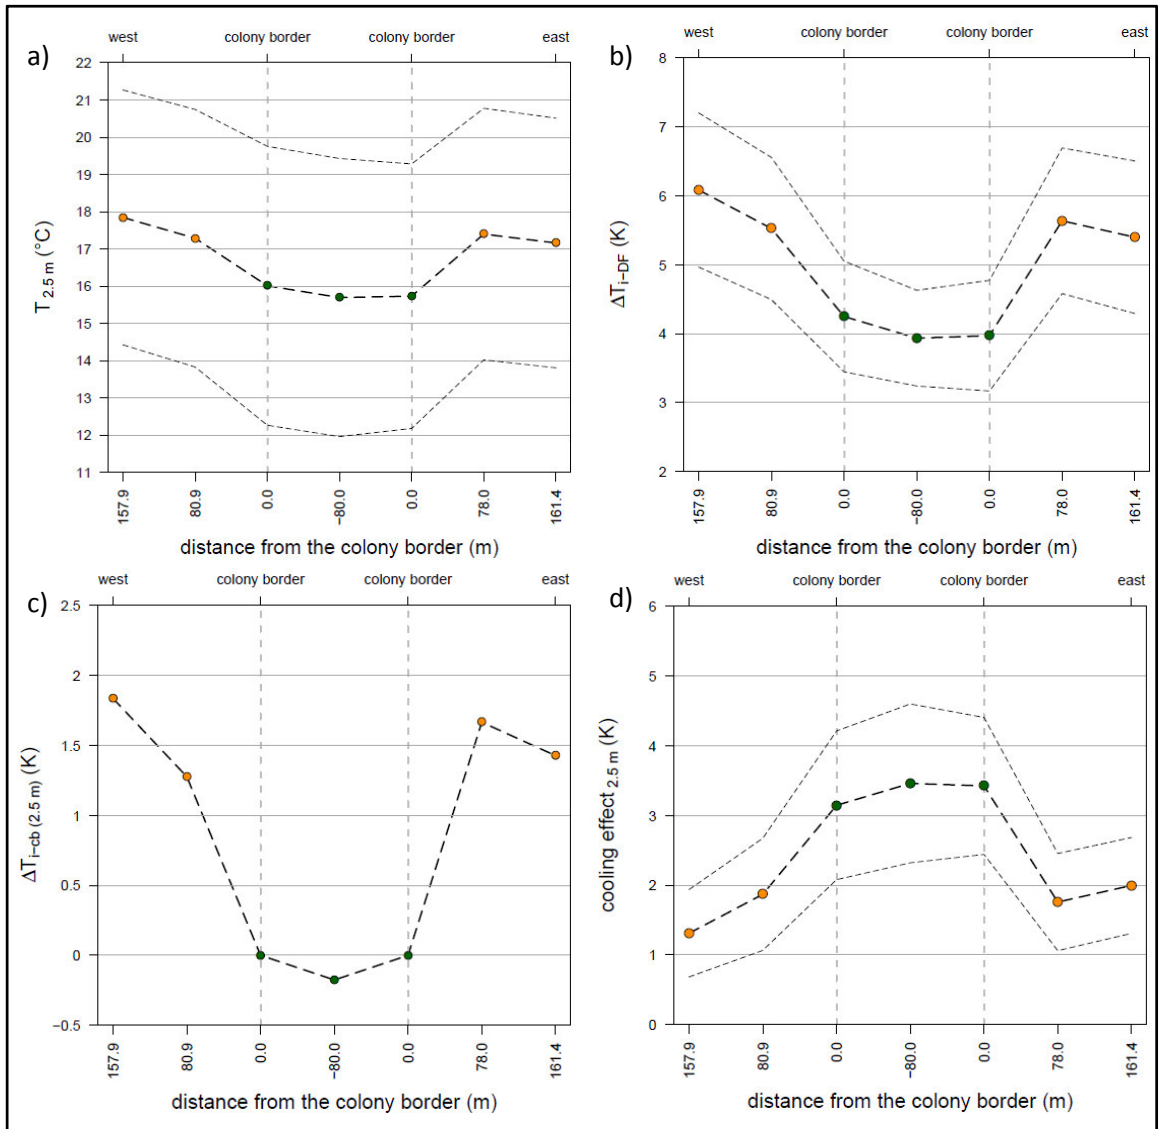 a)
west colony border colony border east
22
21
20
19
18
17
16
15
14
13
12
11
T 2.5 m (°C)
157.9 80.9 0.0 −80.0 0.0 78.0 161.4
distance from the colony border (m)
b)
west colony border colony border east
8
7
6
5
4
3
2
ΔTi−DF (K)
157.9 80.9 0.0 −80.0 0.0 78.0 161.4
distance from the colony border (m)
c)
west colony border colony border east
2.5
2
1.5
1
0.5
0
−0.5
ΔTi−cb (2.5 m) (K)
157.9 80.9 0.0 −80.0 0.0 78.0 161.4
distance from the colony border (m)
d)
west colony border colony border east
6
5
4
3
2
1
0
cooling effect 2.5 m (K)
157.9 80.9 0.0 −80.0 0.0 78.0 161.4
distance from the colony border (m)